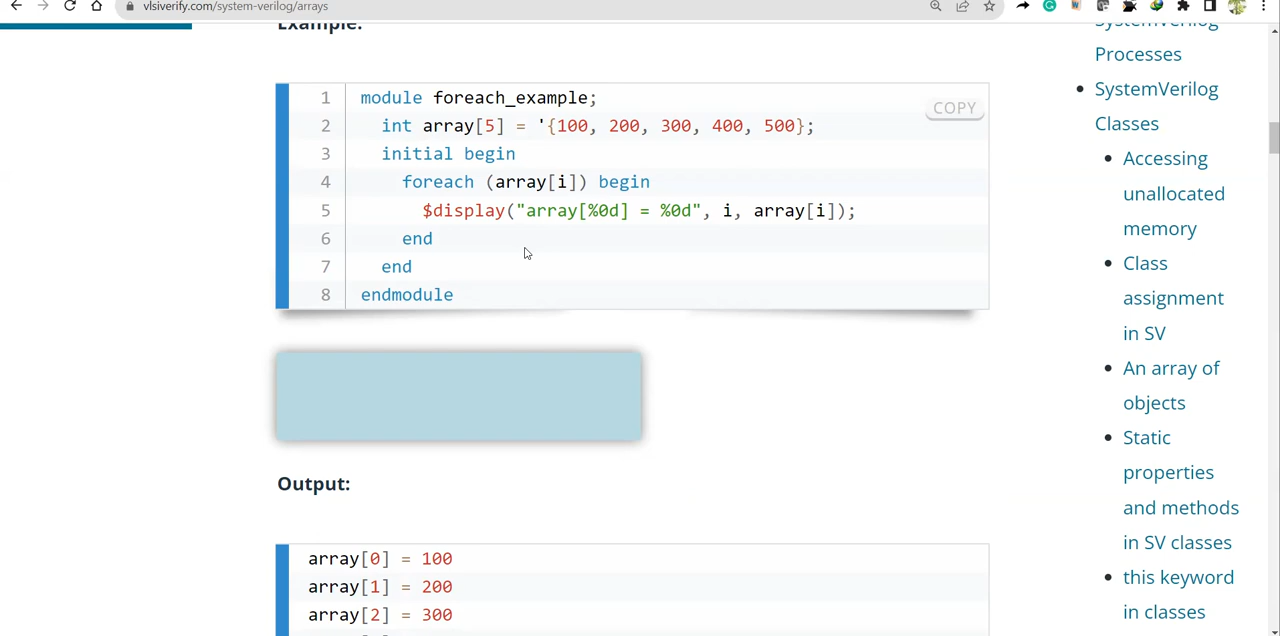 vlsiverify.com/system-verilog/arrays
Example:
1 module foreach_example;
2 int array[5] = '{100, 200, 300, 400, 500};
3 initial begin
4 foreach (array[i]) begin
5 $display("array[%0d] = %0d", i, array[i]);
6 end
7 end
8 endmodule
COPY
Output:
array[0] = 100
array[1] = 200
array[2] = 300
SystemVerilog
Processes
SystemVerilog
Classes
Accessing
unallocated
memory
Class
assignment
in SV
An array of
objects
Static
properties
and methods
in SV classes
this keyword
in classes